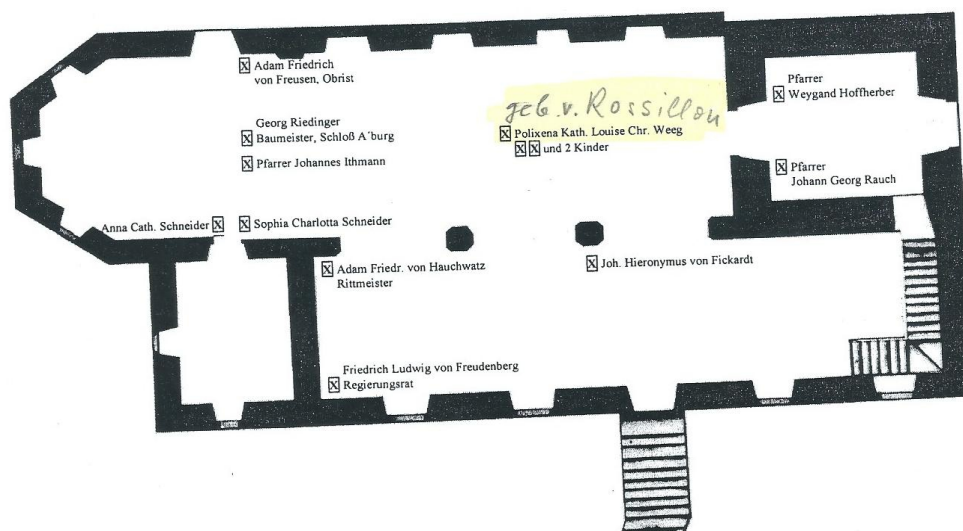 Adam Friedrich
von Freusen, Obrist
Georg Riedinger
Baumeister, Schloß A´burg
Pfarrer Johannes Ithmann
Anna Cath. Schneider
Sophia Charlotta Schneider
geb. v. Rossillon
Polixena Kath. Louise Chr. Weeg
und 2 Kinder
Pfarrer
Weygand Hoffherber
Pfarrer
Johann Georg Rauch
Adam Friedr. von Hauchwatz
Rittmeister
Joh. Hieronymus von Fickardt
Friedrich Ludwig von Freudenberg
Regierungsrat